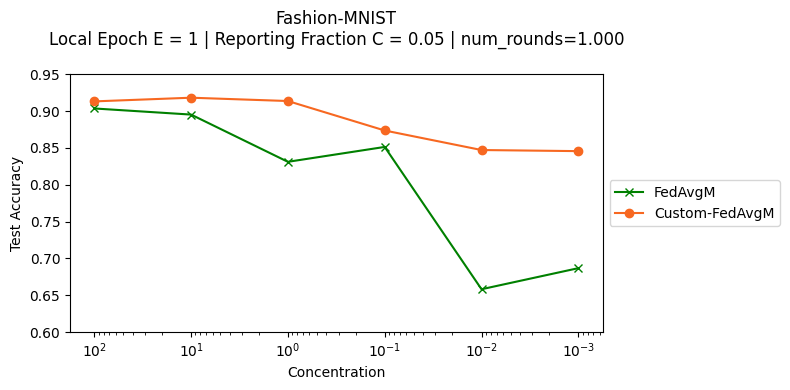 Fashion-MNIST
Local Epoch E = 1 | Reporting Fraction C = 0.05 | num_rounds=1.000
0.95
0.90
0.85
0.80
0.75
0.70
0.65
0.60
Test Accuracy
10² 10¹ 10⁰ 10⁻¹ 10⁻² 10⁻³
Concentration
FedAvgM
Custom-FedAvgM